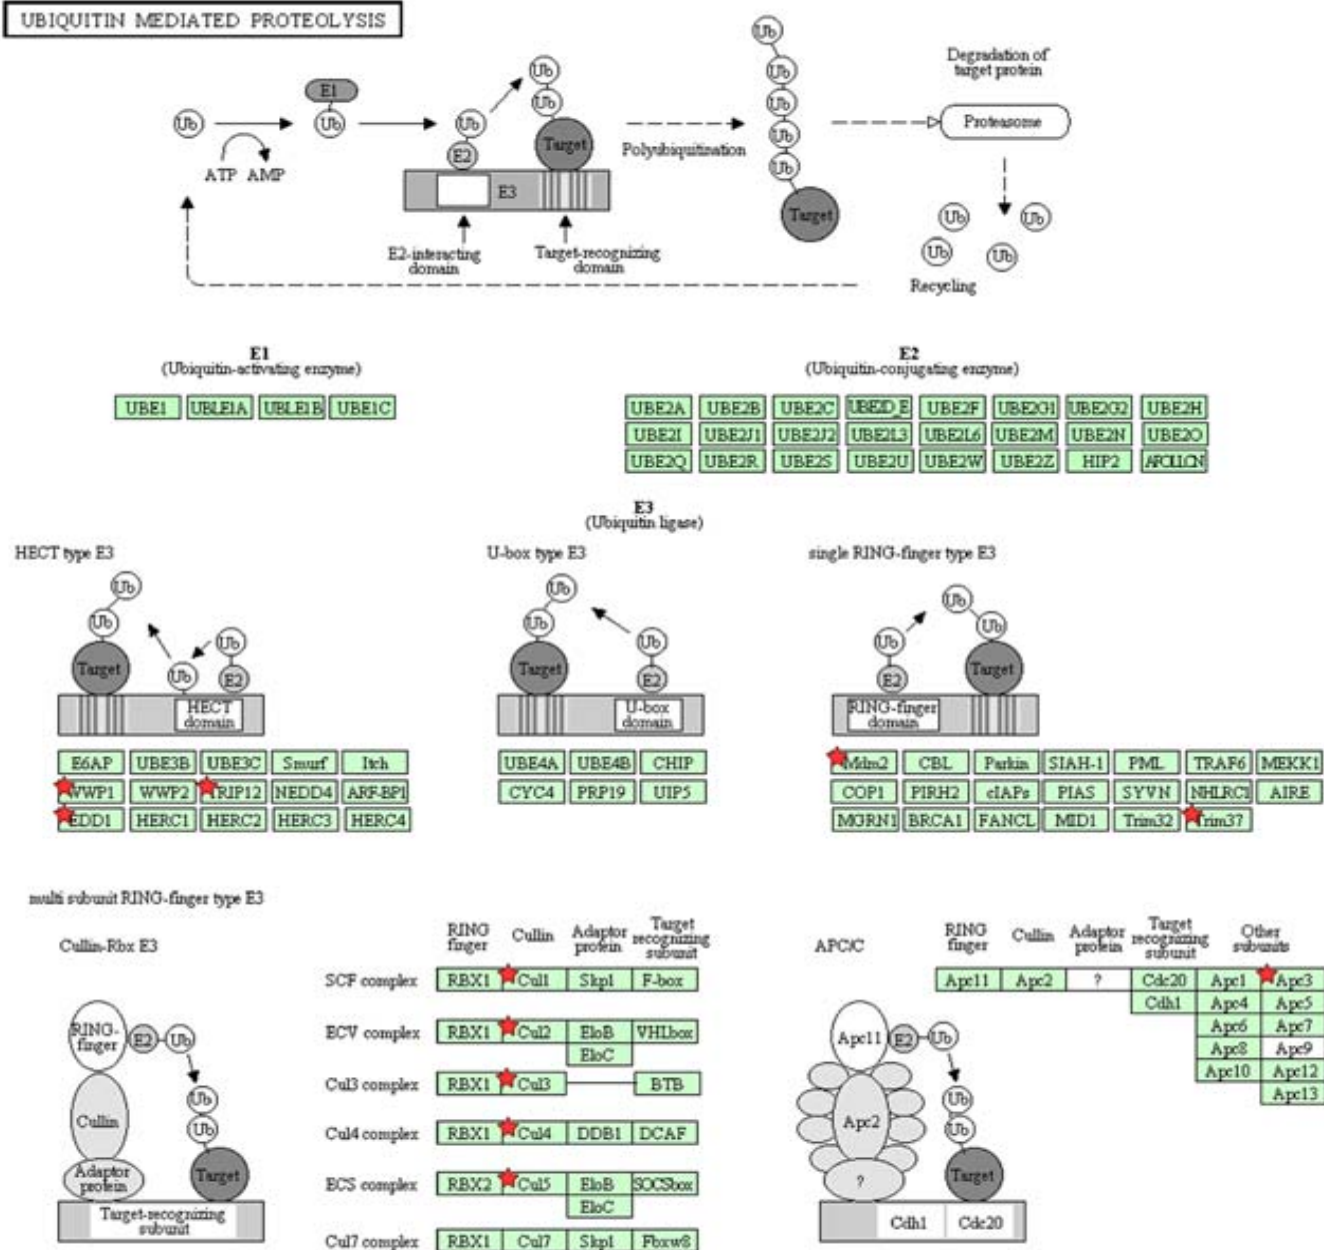 UBIQUITIN MEDIATED PROTEOLYSIS
Ub
ATP AMP
E1
Ub
Ub
E2
Ub
Ub
Target
E3
E2-interacting
domain
Target-recognizing
domain
Polyubiquitination
Ub
Ub
Ub
Ub
Ub
Target
Degradation of
target protein
Proteasome
Ub
Ub
Ub
Ub
Recycling
E1
(Ubiquitin-activating enzyme)
UBE1 UBLE1A UBLE1B UBE1C
E2
(Ubiquitin-conjugating enzyme)
UBE2A UBE2B UBE2C UBE2D_E UBE2F UBE2G1 UBE2G2 UBE2H
UBE2I UBE2J1 UBE2J2 UBE2L3 UBE2L6 UBE2M UBE2N UBE2O
UBE2Q UBE2R UBE2S UBE2U UBE2W UBE2Z HIP2 APOLLCN
E3
(Ubiquitin ligase)
HECT type E3
Ub
Ub
Ub
Target
Ub
E2
HECT
domain
E6AP UBE3B UBE3C Smurf Itch
WWP1 WWP2 TRIP12 NEDD4 ARF-BP1
EDD1 HERC1 HERC2 HERC3 HERC4
U-box type E3
Ub
Ub
Ub
Target
E2
U-box
domain
UBE4A UBE4B CHIP
CYC4 PRP19 UIP5
single RING-finger type E3
Ub
Ub
Ub
E2
Target
RING-finger
domain
Mdm2 CBL Parkin SIAH-1 PML TRAF6 MEKK1
COP1 PIRH2 cIAPs PIAS SYVN NHLRC1 AIRE
MGRN1 BRCA1 FANCL MID1 Trim32 Trim37
multi subunit RING-finger type E3
Cullin-Rbx E3
RING-
finger
E2
Ub
Ub
Ub
Cullin
Adaptor
protein
Target
Target-recognizing
subunit
RING
finger
Cullin
Adaptor
protein
Target
recognizing
subunit
SCF complex RBX1 Cul1 Skp1 F-box
ECV complex RBX1 Cul2 EloB VHLbox
EloC
Cul3 complex RBX1 Cul3 BTB
Cul4 complex RBX1 Cul4 DDB1 DCAF
ECS complex RBX2 Cul5 EloB SOCSbox
EloC
Cul7 complex RBX1 Cul7 Skp1 Fbxw8
APC/C
RING
finger
Cullin
Adaptor
protein
Target
recognizing
subunit
Other
subunits
Apc11 Apc2 ? Cdc20 Apc1 Apc3
Cdh1 Apc4 Apc5
Apc6 Apc7
Apc8 Apc9
Apc10 Apc12
Apc13
Apc11
E2
Ub
Ub
Ub
Apc2
?
Target
Cdh1 Cdc20